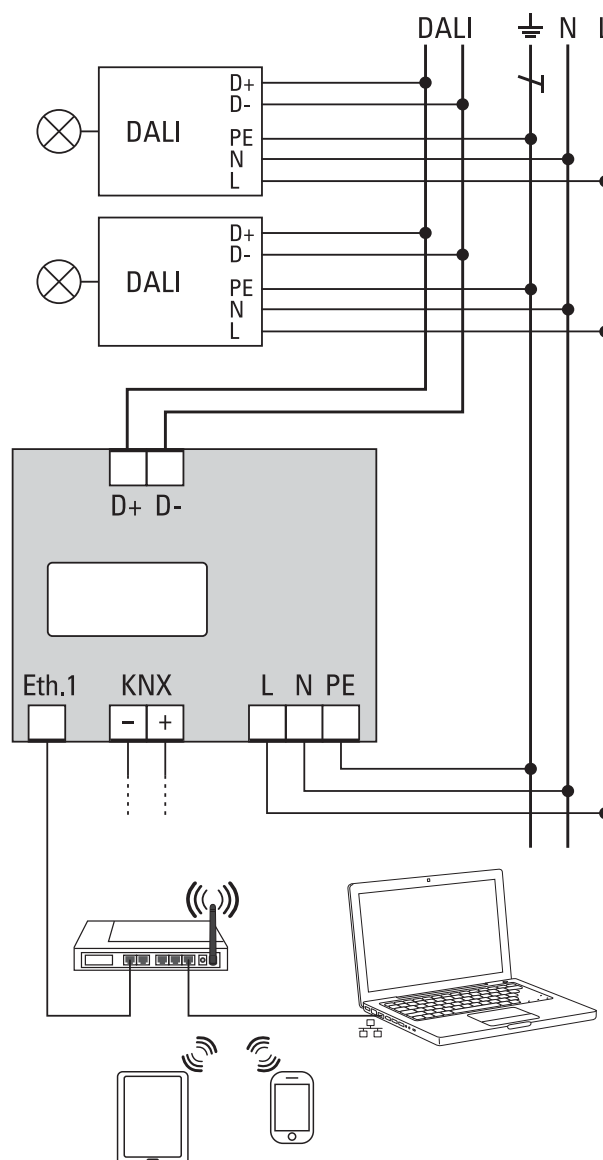 DALI N L
D+
D-
DALI
PE
N
L
D+
D-
DALI
PE
N
L
D+ D-
Eth.1 KNX L N PE
- +